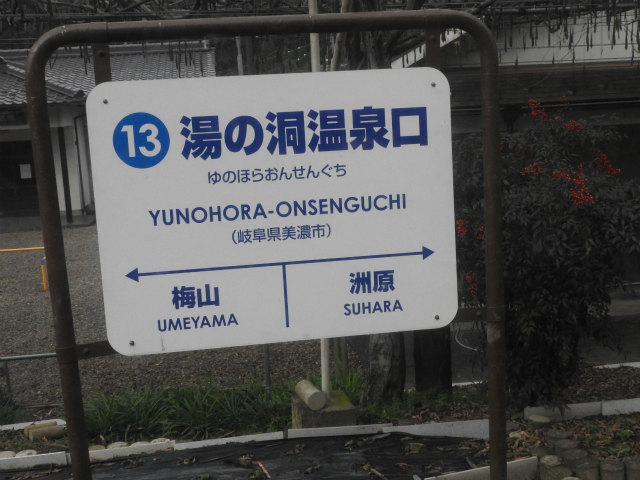 13 湯の洞温泉口
ゆのほらおんせんぐち
YUNOHORA-ONSENGUCHI
(岐阜県美濃市)
梅山 洲原
UMEYAMA SUHARA